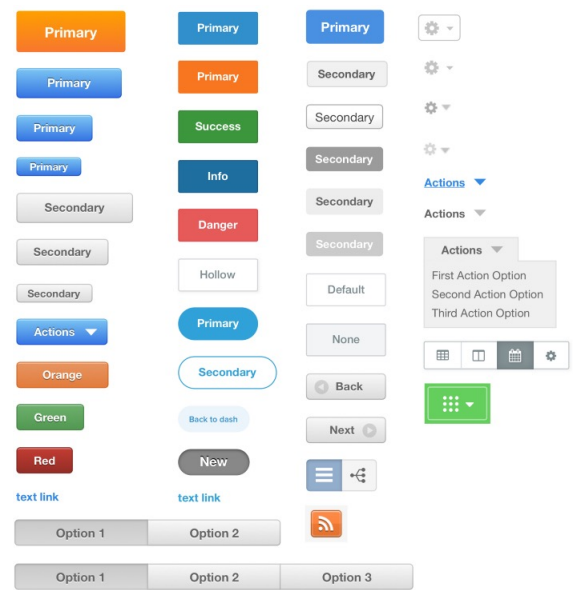 Primary
Primary
Primary
Primary
Secondary
Secondary
Secondary
Actions
Orange
Green
Red
text link
Primary
Primary
Success
Info
Danger
Hollow
Primary
Secondary
Back to dash
New
text link
Primary
Secondary
Secondary
Secondary
Secondary
Secondary
Default
None
Back
Next
Actions
Actions
Actions
First Action Option
Second Action Option
Third Action Option
Option 1 Option 2
Option 1 Option 2 Option 3